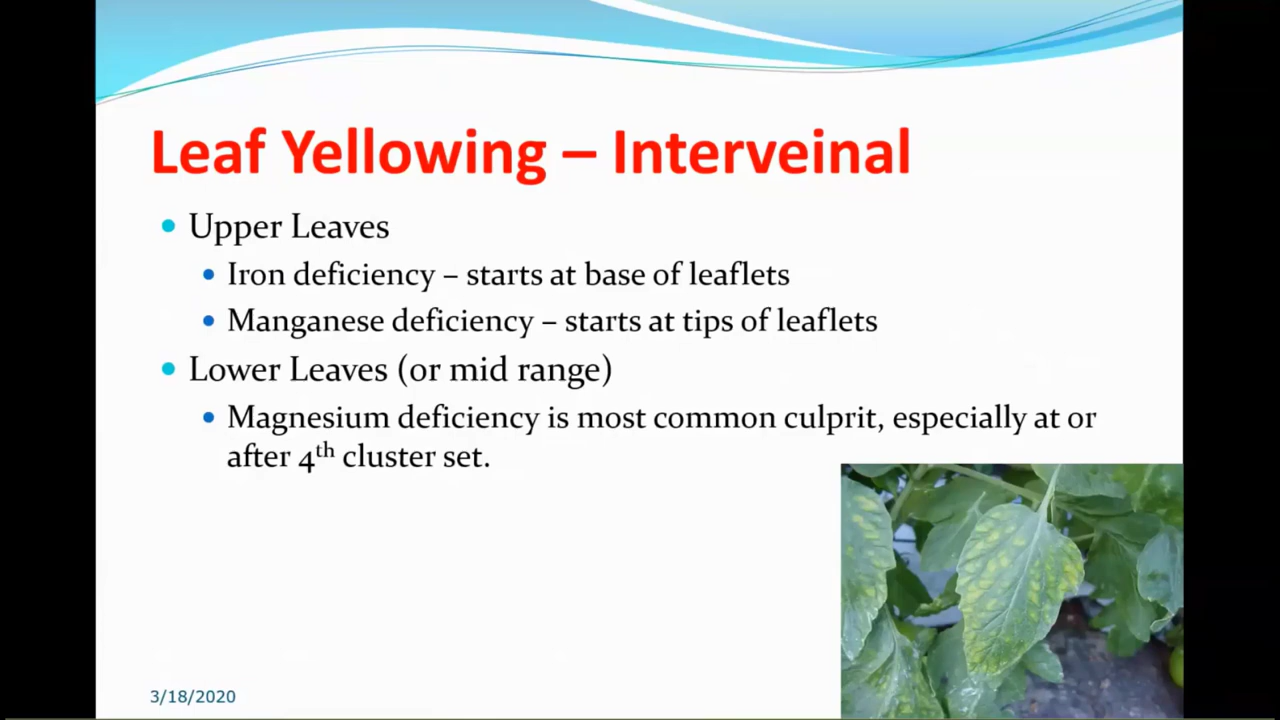 Leaf Yellowing – Interveinal
• Upper Leaves
• Iron deficiency – starts at base of leaflets
• Manganese deficiency – starts at tips of leaflets
• Lower Leaves (or mid range)
• Magnesium deficiency is most common culprit, especially at or
after 4th cluster set.
3/18/2020